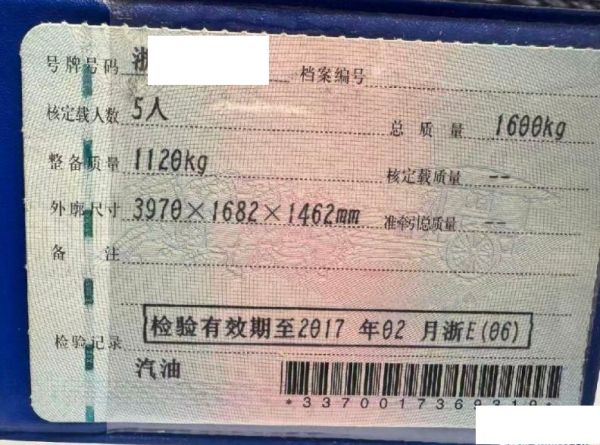 号牌号码 浙 档案编号
核定载人数 5人 总质量 1600kg
整备质量 1120kg 核定载质量 --
外廓尺寸 3970×1682×1462mm 准牵引总质量 --
备注
检验记录 检验有效期至2017 年02 月浙E(06)
汽油